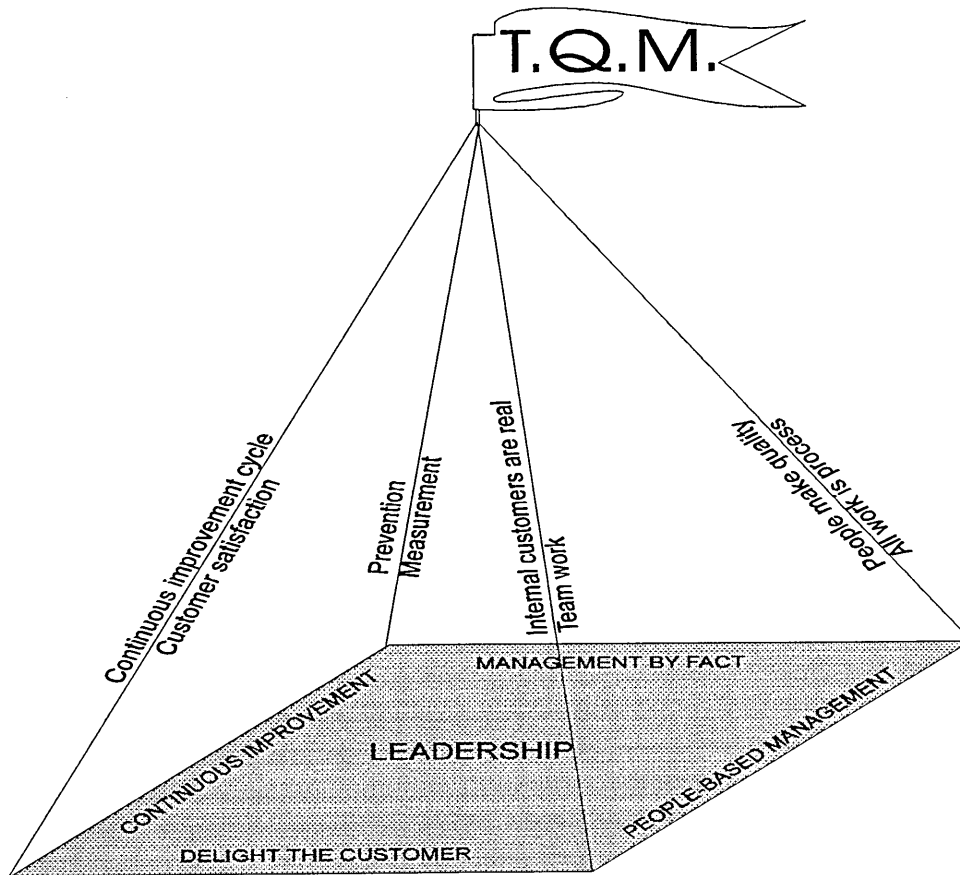 T.Q.M.
Continuous improvement cycle
Customer satisfaction
Prevention
Measurement
Internal customers are real
Team work
People make quality
All work is process
MANAGEMENT BY FACT
CONTINUOUS IMPROVEMENT
LEADERSHIP
PEOPLE-BASED MANAGEMENT
DELIGHT THE CUSTOMER